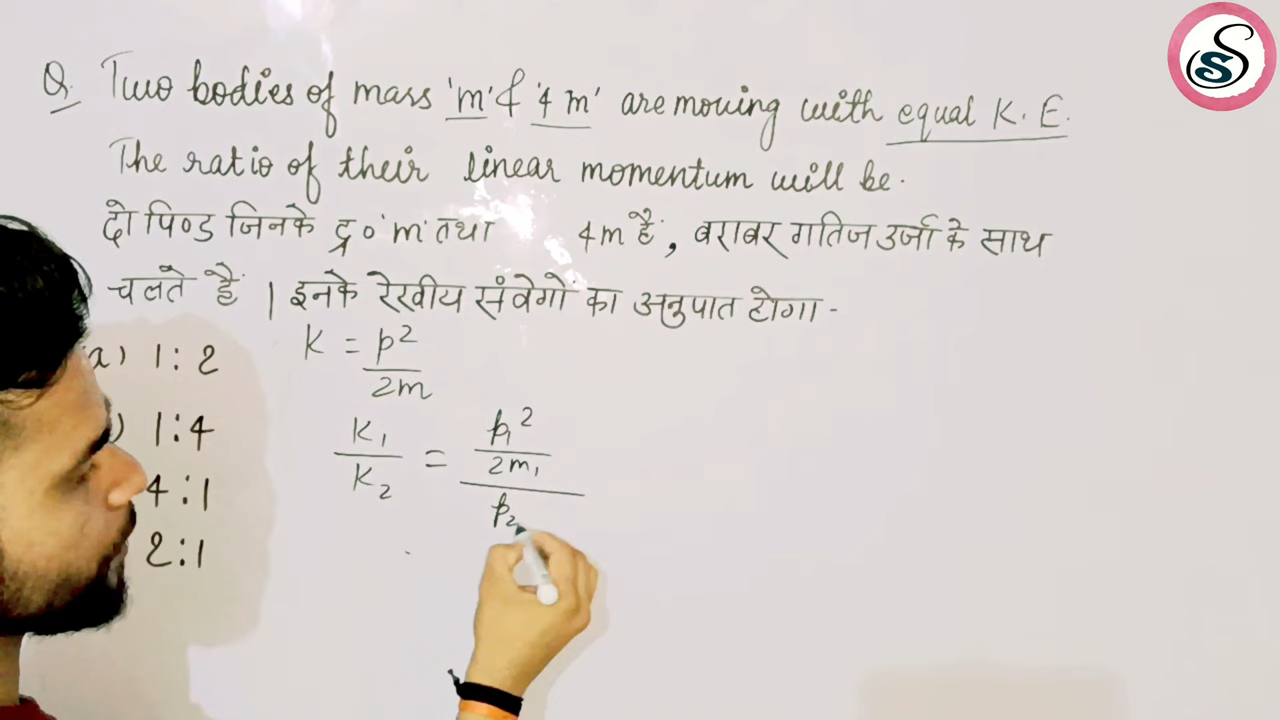 Q. Two bodies of mass 'm' & '4 m' are moving with equal K. E.
The ratio of their linear momentum will be.
दो पिण्ड जिनके द्र० 'm' तथा 4m है, बराबर गतिज उर्जा के साथ
चलते है | इनके रेखीय संवेगों का अनुपात होगा -
a) 1 : 2
) 1 : 4
4 : 1
2 : 1
K = p²/2m
K₁/K₂ = (p₁²/2m₁)/p₂
SS